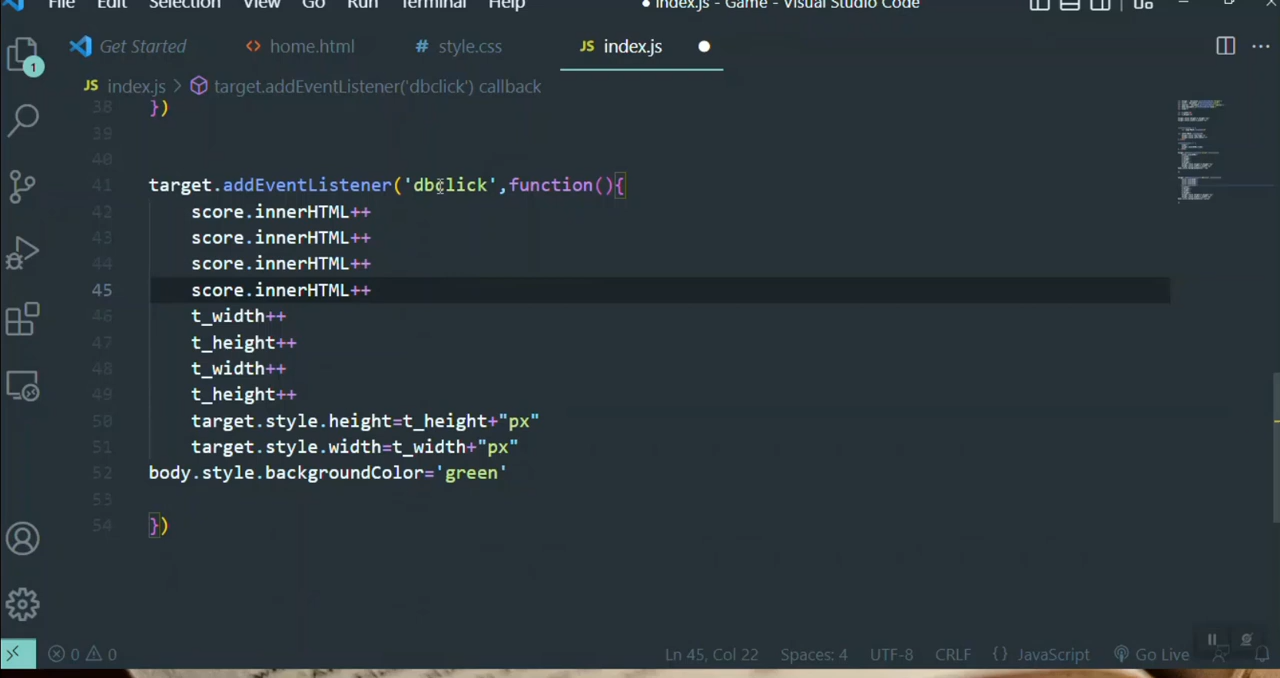 File Edit Selection View Go Run Terminal Help ● index.js - Game - Visual Studio Code
Get Started <> home.html # style.css JS index.js ●
JS index.js > target.addEventListener('dbclick') callback
1
38 })
39
40
41 target.addEventListener('dbclick',function(){
42 score.innerHTML++
43 score.innerHTML++
44 score.innerHTML++
45 score.innerHTML++
46 t_width++
47 t_height++
48 t_width++
49 t_height++
50 target.style.height=t_height+"px"
51 target.style.width=t_width+"px"
52 body.style.backgroundColor='green'
53
54 })
0 0 Ln 45, Col 22 Spaces: 4 UTF-8 CRLF {} JavaScript Go Live